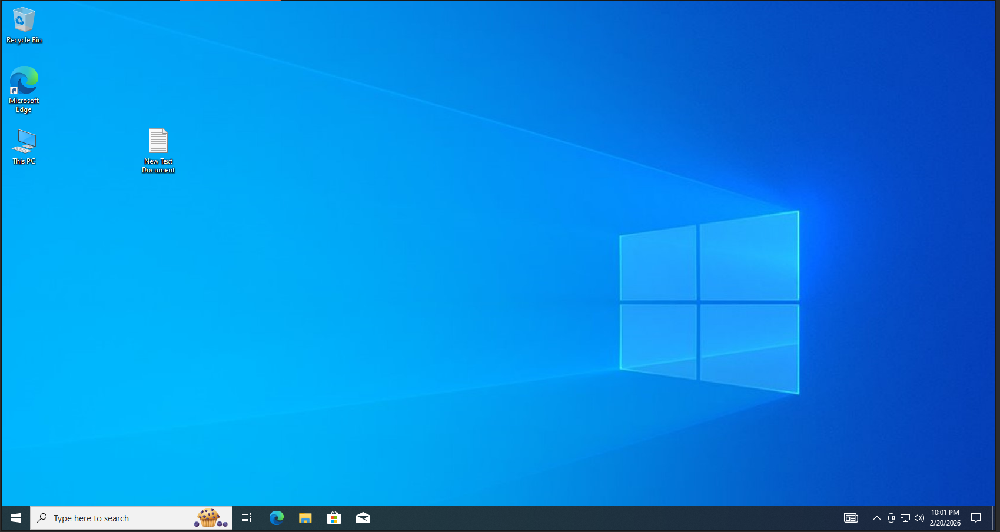 Recycle Bin
Microsoft
Edge
This PC
New Text
Document
Type here to search
10:01 PM
2/20/2026